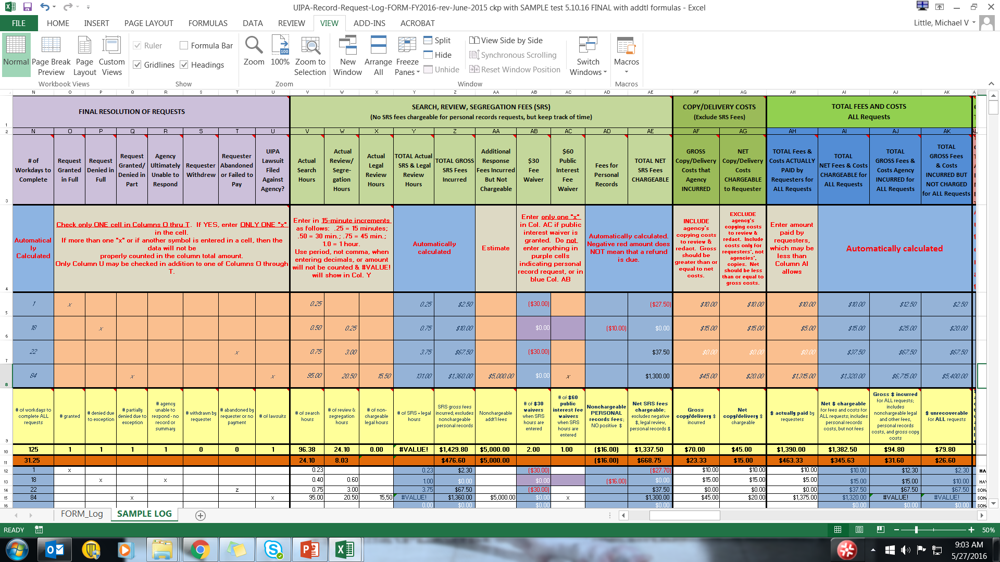 UIPA-Record-Request-Log-FORM-FY2016-rev-June-2015 ckp with SAMPLE test 5.10.16 FINAL with addtl formulas - Excel
FILE HOME INSERT PAGE LAYOUT FORMULAS DATA REVIEW VIEW ADD-INS ACROBAT
Little, Michael V
Normal
Page Break Preview
Page Layout
Custom Views
Workbook Views
Ruler
Formula Bar
Gridlines
Headings
Show
Zoom
100%
Zoom to Selection
Zoom
New Window
Arrange All
Freeze Panes
Split
Hide
Unhide
View Side by Side
Synchronous Scrolling
Reset Window Position
Window
Switch Windows
Macros
Macros
N O P Q R S T U V W X Y Z AA AB AC AD AE AF AG AH AI AJ AK
1
FINAL RESOLUTION OF REQUESTS
SEARCH, REVIEW, SEGREGATION FEES (SRS)
(No SRS fees chargeable for personal records requests, but keep track of time)
COPY/DELIVERY COSTS
(Exclude SRS Fees)
TOTAL FEES AND COSTS
ALL Requests
2 N O P Q R S T U V W X Y Z AA AB AC AD AE AF AG AH AI AJ AK AL
3
# of Workdays to Complete
Request Granted in Full
Request Denied in Full
Request Granted/ Denied in Part
Agency Ultimately Unable to Respond
Requester Withdrew
Requester Abandoned or Failed to Pay
UIPA Lawsuit Filed Against Agency?
Actual Search Hours
Actual Review/ Segre- gation Hours
Actual Legal Review Hours
TOTAL Actual SRS & Legal Review Hours
TOTAL GROSS SRS Fees Incurred
Additional Response Fees Incurred But Not Chargeable
$30 Fee Waiver
$60 Public Interest Fee Waiver
Fees for Personal Records
TOTAL NET SRS Fees CHARGEABLE
GROSS Copy/Delivery Costs that Agency INCURRED
NET Copy/Delivery Costs CHARGEABLE to Requester
TOTAL Fees & Costs ACTUALLY PAID by Requesters for ALL Requests
TOTAL NET Fees & Costs CHARGEABLE for ALL Requests
TOTAL GROSS Fees & Costs Agency INCURRED for ALL Requests
TOTAL GROSS Fees & Costs INCURRED BUT NOT CHARGED for ALL Requests
4
Automatical
ly
Calculated
Check only ONE cell in Columns O thru T. If YES, enter ONLY ONE "x"
in the cell.
If more than one "x" or if another symbol is entered in a cell, then the
data will not be
properly counted in the column total amount.
Only Column U may be checked in addition to one of Columns O through
T.
Enter in 15-minute increments
as follows: .25 = 15 minutes;
.50 = 30 min.; .75 = 45 min.;
1.0 = 1 hour.
Use period, not comma, when
entering decimals, or amount
will not be counted & #VALUE!
will show in Col. Y
Automatically
calculated
Estimate
Enter only one "x"
in Col. AC if public
interest waiver is
granted. Do not
enter anything in
purple cells
indicating personal
record request, or in
blue Col. AB
Automatically calculated.
Negative red amount does
NOT mean that a refund
is due.
INCLUDE
agency's
copying costs
to review &
redact. Gross
should be
greater than or
equal to net
costs.
EXCLUDE
agency's
copying costs
to review &
redact. Include
costs only for
requesters', not
agencies',
copies. Net
should be less
than or equal to
gross costs.
Enter amount
paid by
requesters,
which may be
less than
Column AI
allows
Automatically calculated
5 1 x 0.25 0.25 $2.50 ($30.00) ($27.50) $10.00 $10.00 $10.00 $10.00 $12.50 $2.50
6 18 x 0.50 0.25 0.75 $10.00 $0.00 ($10.00) $0.00 $15.00 $15.00 $5.00 $15.00 $25.00 $20.00
7 22 x 0.75 3.00 3.75 $67.50 ($30.00) $37.50 $0.00 $0.00 $0.00 $37.50 $67.50 $67.50
8 84 x x 95.00 20.50 15.50 131.00 $1,360.00 $5,000.00 $0.00 x $1,300.00 $45.00 $20.00 $1,315.00 $1,320.00 $6,715.00 $5,400.00
9
# of workdays to complete ALL requests
# granted
# denied due to exception
# partially denied due to exception
# agency unable to respond - no record or summary
# withdrawn by requester
# abandoned by requester or no payment
# of lawsuits
# of search hours
# of review & segregation hours
# of non- chargeable legal hours
# of SRS + legal hours
SRS gross fees incurred; excludes nonchargeable personal records
Nonchargeable addt'l fees
# of $30 waivers when SRS hours are entered
# of $60 public interest fee waivers when SRS hours are entered
Nonchargeable PERSONAL records fees; NO positive $
Net SRS fees chargeable; excludes negative $, legal review, personal records $
Gross copy/delivery $ incurred
Net copy/delivery $ chargeable
$ actually paid by requesters
Net $ chargeable for fees and costs for ALL requests; includes personal records costs, but not fees
Gross $ incurred for ALL requests; includes nonchargeable legal and other fees, personal records costs, and gross copy costs
$ unrecoverable for ALL requests
10 125 1 1 1 1 0 0 1 96.38 24.10 0.00 #VALUE! $1,429.80 $5,000.00 2.00 1.00 ($16.00) $1,337.50 $70.00 $45.00 $1,390.00 $1,382.50 $94.80 $79.80
11 31.25 24.10 8.03 $476.60 $5,000.00 ($16.00) $668.75 $23.33 $15.00 $463.33 $345.63 $31.60 $26.60
12 1 x 0.23 0.23 $2.30 ($30.00) ($27.70) $10.00 $10.00 $10.00 $10.00 $12.30 $2.30 HA
13 18 x x 0.40 0.60 1.00 $0.00 $0.00 ($16.00) $0.00 $15.00 $15.00 $5.00 $15.00 $15.00 $10.00 HAV
14 22 z 0.75 3.00 3.75 $67.50 ($30.00) $37.50 $0.00 $0.00 $0.00 $37.50 $67.50 $67.50 SOH
15 84 x x 95.00 20.50 15,50 #VALUE! $1,360.00 $5,000.00 $0.00 x $1,300.00 $45.00 $20.00 $1,375.00 $1,320.00 #VALUE! #VALUE! SOH
16 0.00 $0.00 $0.00 $0.00 $0.00 $0.00 $0.00 SOH
FORM_Log SAMPLE LOG
READY
50%
9:03 AM
5/27/2016